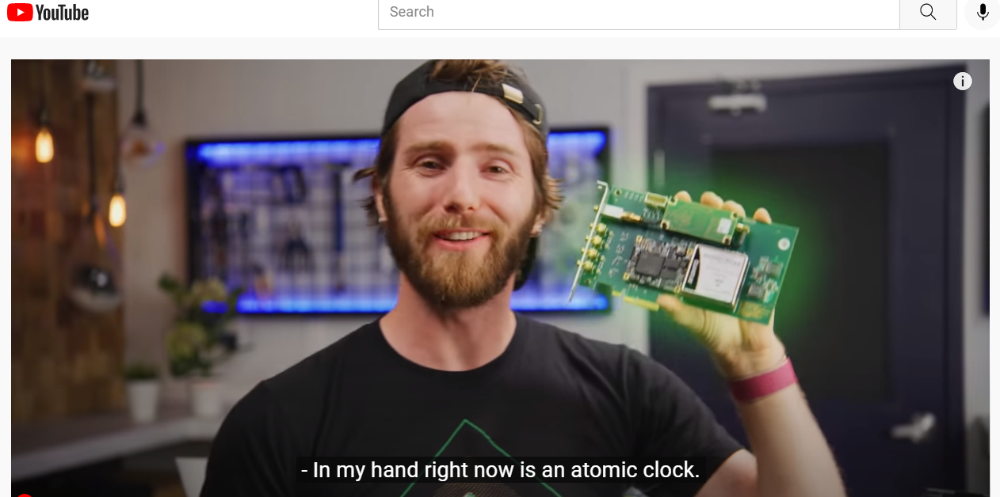 YouTube
Search
i
- In my hand right now is an atomic clock.